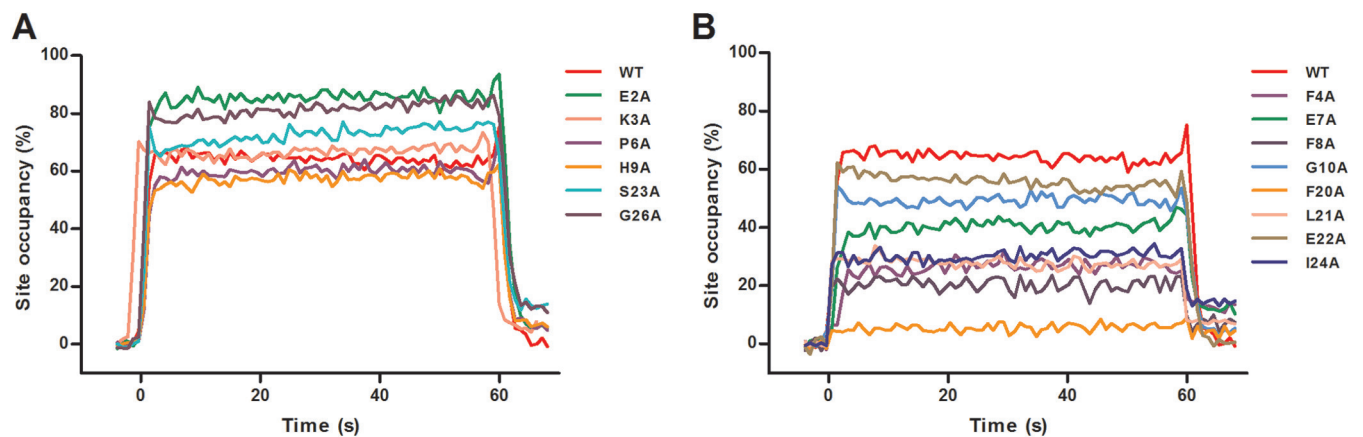 A
B
Site occupancy (%)
100
80
60
40
20
0
0
20
40
60
Time (s)
WT
E2A
K3A
P6A
H9A
S23A
G26A
Site occupancy (%)
100
80
60
40
20
0
0
20
40
60
Time (s)
WT
F4A
E7A
F8A
G10A
F20A
L21A
E22A
I24A